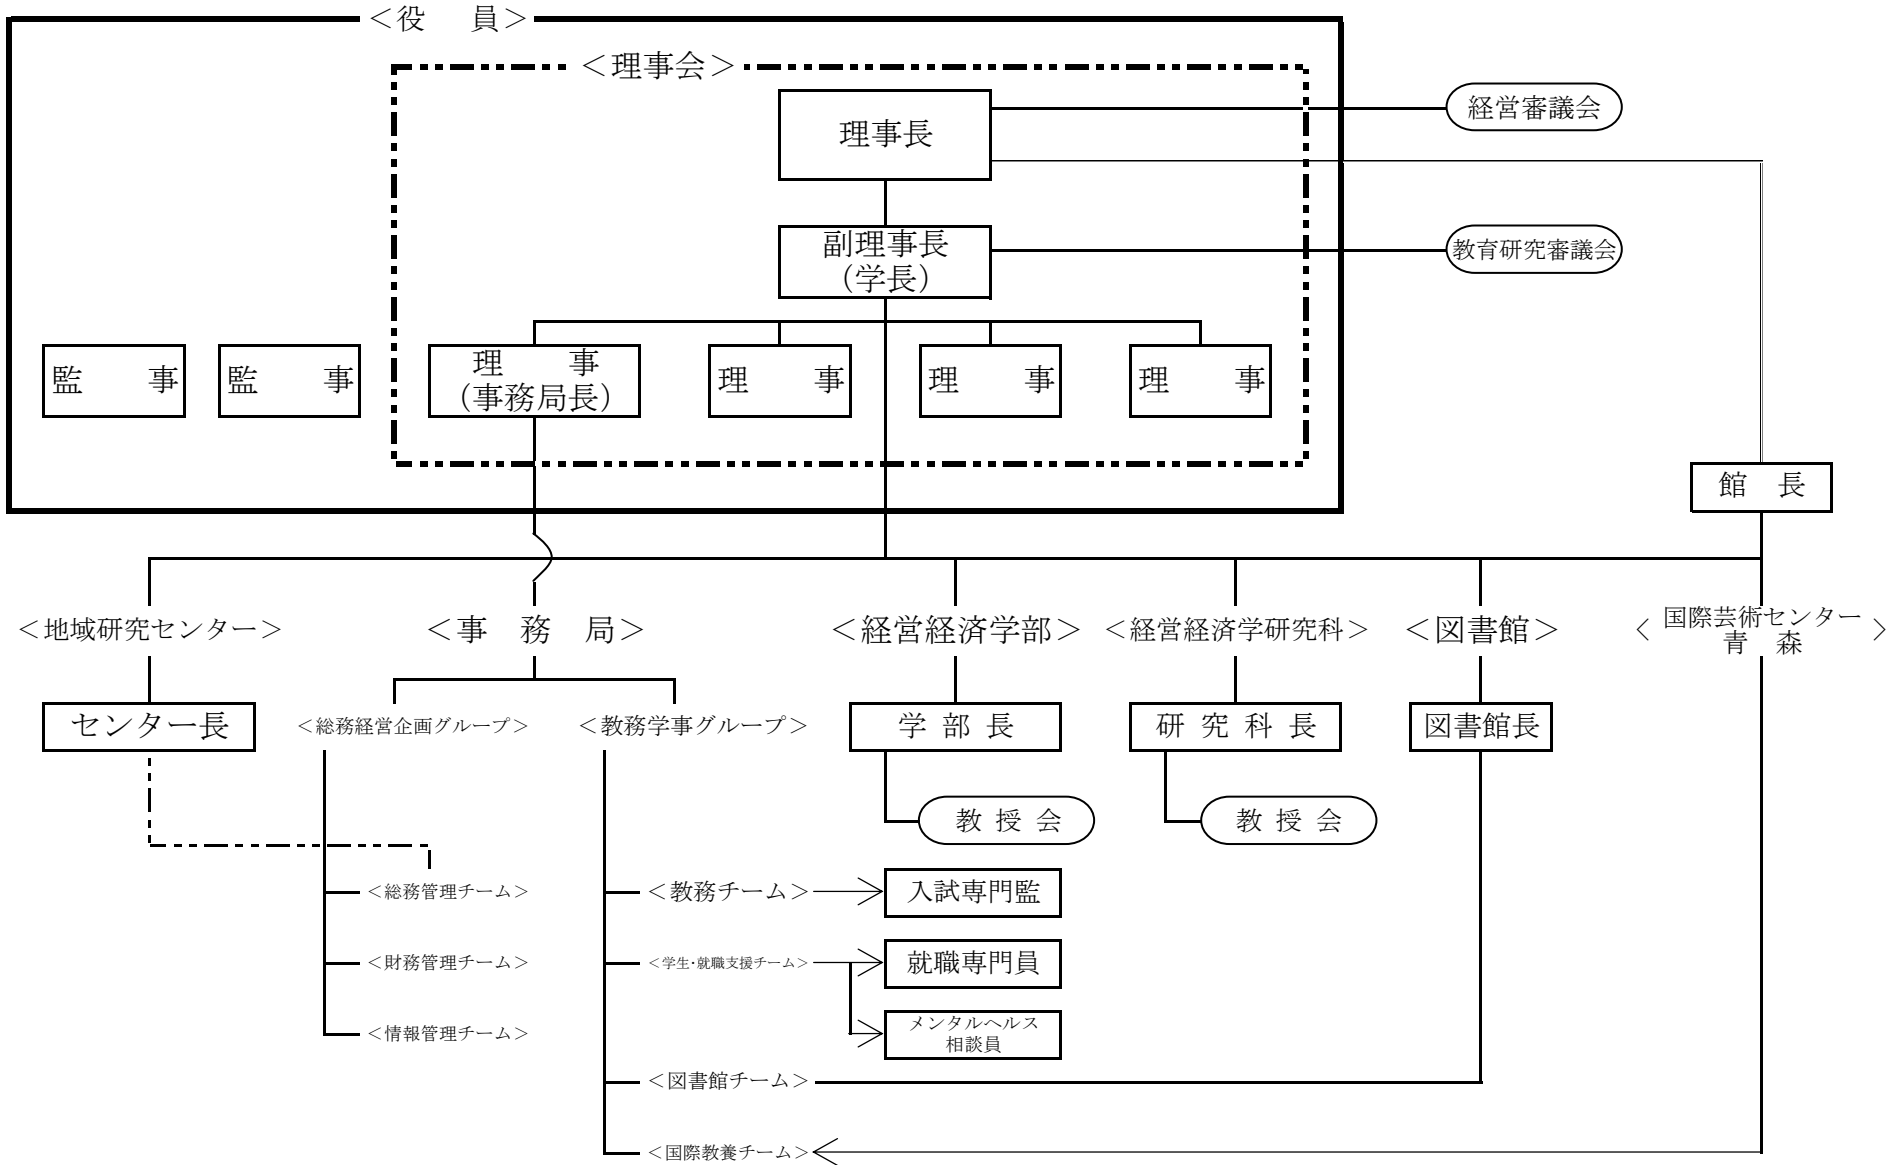 ＜役　員＞
＜理事会＞
理事長
経営審議会
副理事長
（学長）
教育研究審議会
監　事
監　事
理　事
（事務局長）
理　事
理　事
理　事
館　長
＜地域研究センター＞
＜事　務　局＞
＜経営経済学部＞
＜経営経済学研究科＞
＜図書館＞
＜国際芸術センター
青　森＞
センター長
＜総務経営企画グループ＞
＜教務学事グループ＞
学 部 長
研 究 科 長
図書館長
教 授 会
教 授 会
＜総務管理チーム＞
＜教務チーム＞
入試専門監
＜財務管理チーム＞
＜学生・就職支援チーム＞
就職専門員
＜情報管理チーム＞
メンタルヘルス
相談員
＜図書館チーム＞
＜国際教養チーム＞